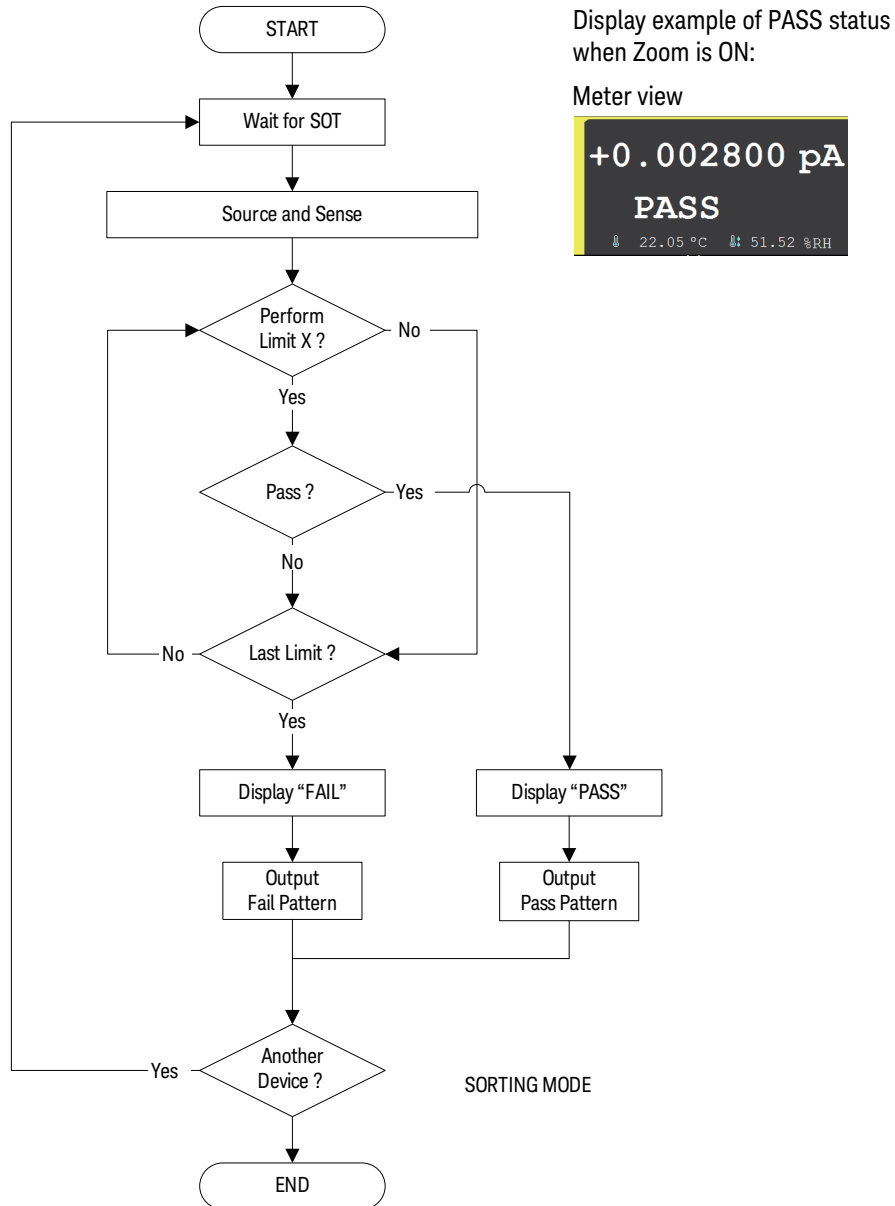 START
Wait for SOT
Source and Sense
Perform
Limit X ?
No
Yes
Pass ?
Yes
No
Last Limit ?
No
Yes
Display “FAIL”
Display “PASS”
Output
Fail Pattern
Output
Pass Pattern
Another
Device ?
Yes
SORTING MODE
END
Display example of PASS status
when Zoom is ON:
Meter view
+0.002800 pA
PASS
22.05 °C 51.52 %RH